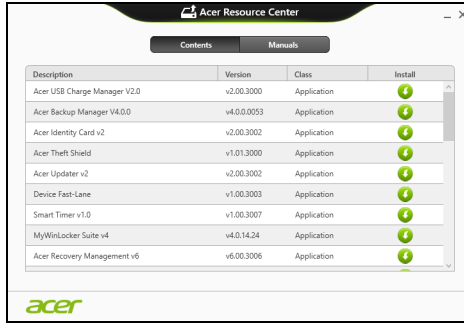 Acer Resource Center
Contents Manuals
Description Version Class Install
Acer USB Charge Manager V2.0 v2.00.3000 Application
Acer Backup Manager V4.0.0 v4.0.0.0053 Application
Acer Identity Card v2 v2.00.3002 Application
Acer Theft Shield v1.01.3000 Application
Acer Updater v2 v2.00.3002 Application
Device Fast-Lane v1.00.3003 Application
Smart Timer v1.0 v1.00.3007 Application
MyWinLocker Suite v4 v4.0.14.24 Application
Acer Recovery Management v6 v6.00.3006 Application
acer